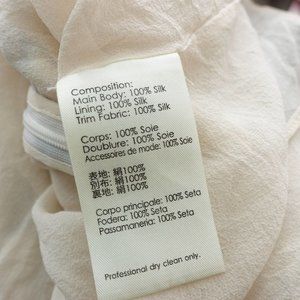 Composition:
Main Body: 100% Silk
Lining: 100% Silk
Trim Fabric: 100% Silk
Corps: 100% Soie
Doublure: 100% Soie
Accessoires de mode: 100% Soie
表地: 絹100%
別布: 絹100%
裏地: 絹100%
Corpo principale: 100% Seta
Fodera: 100% Seta
Passamaneria: 100% Seta
Professional dry clean only.